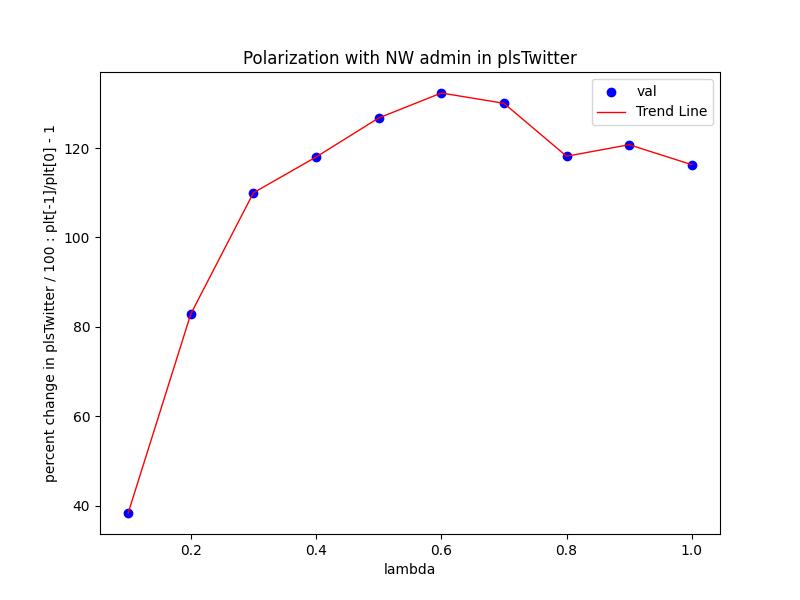 Polarization with NW admin in plsTwitter
val
Trend Line
percent change in plsTwitter / 100 : plt[-1]/plt[0] - 1
120
100
80
60
40
0.2
0.4
0.6
0.8
1.0
lambda